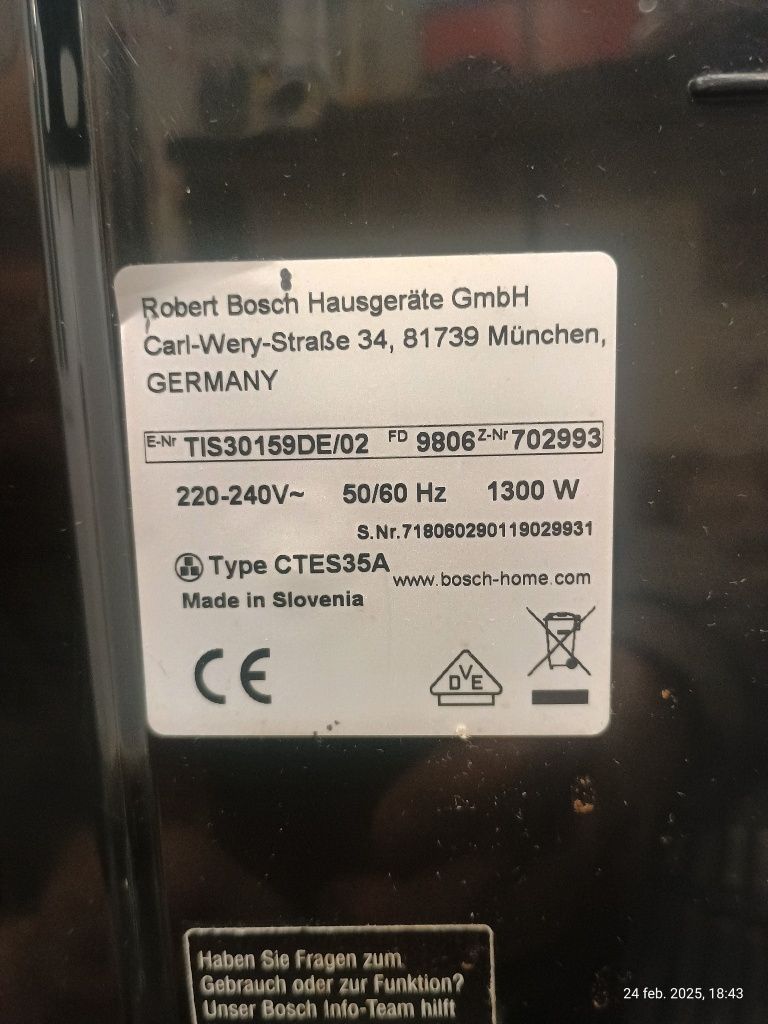 Robert Bosch Hausgeräte GmbH
Carl-Wery-Straße 34, 81739 München,
GERMANY
E-Nr TIS30159DE/02 FD 9806 Z-Nr 702993
220-240V~ 50/60 Hz 1300 W
S.Nr.718060290119029931
Type CTES35A
www.bosch-home.com
Made in Slovenia
CE
DVE
Haben Sie Fragen zum
Gebrauch oder zur Funktion?
Unser Bosch Info-Team hilft
24 feb. 2025, 18:43